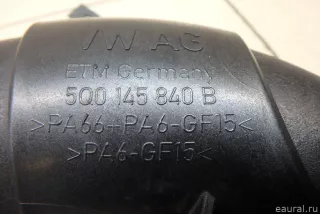 VW AG
ETM Germany
5Q0 145 840 B
>PA66+PA6-GF15<
>PA6-GF15<
eaural.ru